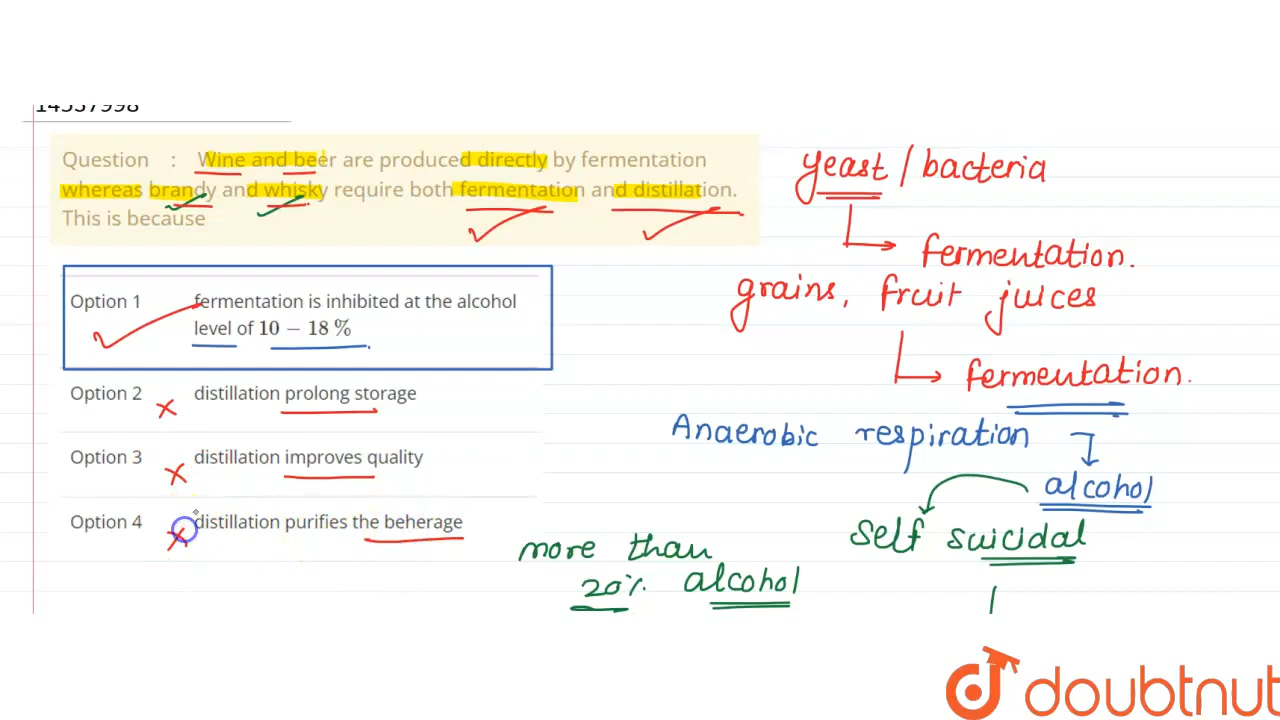 14557998
Question : Wine and beer are produced directly by fermentation
whereas brandy and whisky require both fermentation and distillation.
This is because
Option 1 fermentation is inhibited at the alcohol
level of 10 − 18 %
Option 2 distillation prolong storage
Option 3 distillation improves quality
Option 4 distillation purifies the beherage
yeast / bacteria
fermentation.
grains, fruit juices
fermentation.
Anaerobic respiration
alcohol
Self suicidal
more than
20% alcohol
doubtnut